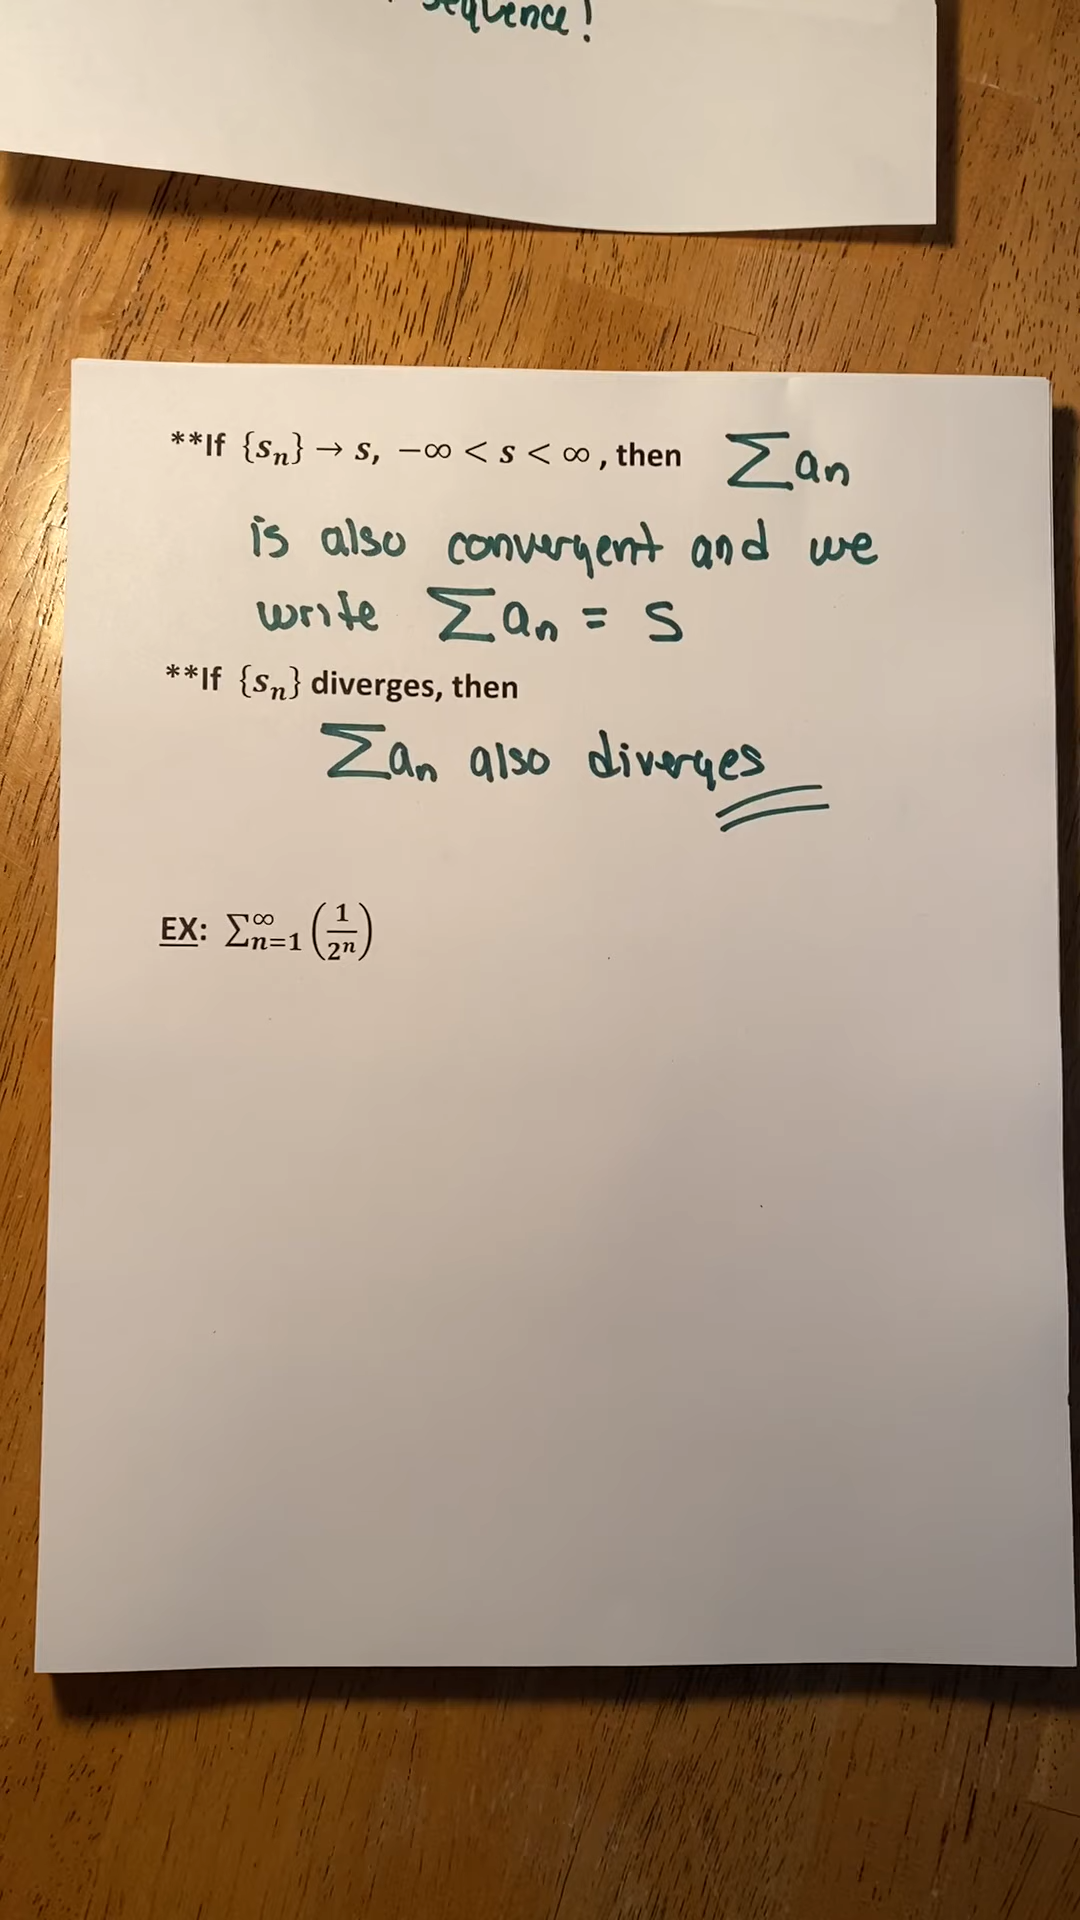 sequence!
**If {sₙ} → s, −∞ < s < ∞, then Σaₙ
is also convergent and we
write Σaₙ = S
**If {sₙ} diverges, then
Σaₙ also diverges
EX: Σ_{n=1}^{∞} (1/2ⁿ)